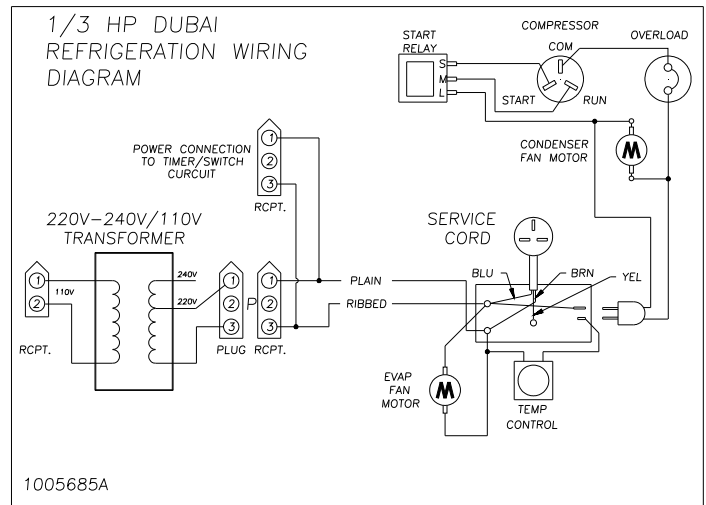 1/3 HP DUBAI
REFRIGERATION WIRING
DIAGRAM
START
RELAY
S
M
L
COMPRESSOR
COM
START
RUN
OVERLOAD
CONDENSER
FAN MOTOR
M
POWER CONNECTION
TO TIMER/SWITCH
CURCUIT
1
2
3
RCPT.
220V-240V/110V
TRANSFORMER
1
110V
2
RCPT.
240V
220V
1
2
3
PLUG
P
1
2
3
RCPT.
PLAIN
RIBBED
SERVICE
CORD
BLU
BRN
YEL
EVAP
FAN
MOTOR
M
TEMP
CONTROL
1005685A